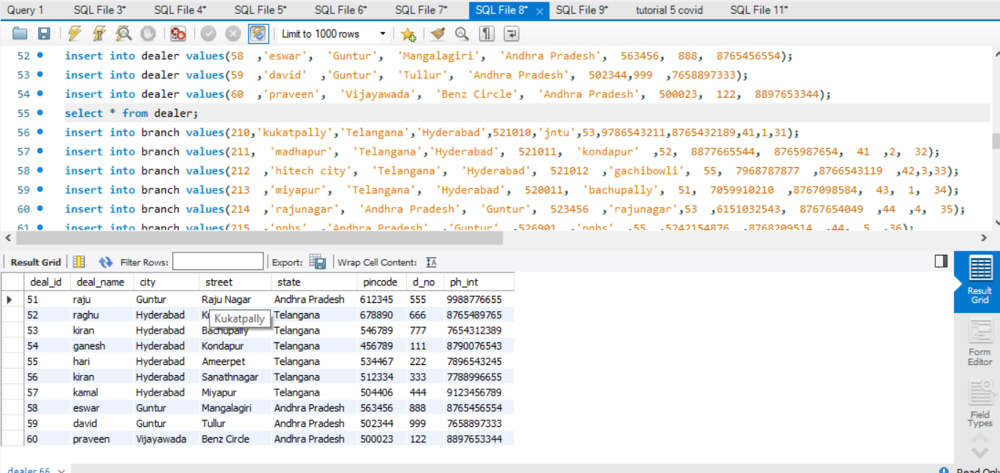 Query 1 SQL File 3* SQL File 4* SQL File 5* SQL File 6* SQL File 7* SQL File 8* SQL File 9* tutorial 5 covid SQL File 11*
Limit to 1000 rows
52 insert into dealer values(58 ,'eswar', 'Guntur', 'Mangalagiri', 'Andhra Pradesh', 563456, 888, 8765456554);
53 insert into dealer values(59 ,'david' ,'Guntur', 'Tullur', 'Andhra Pradesh', 502344,999 ,7658897333);
54 insert into dealer values(60 ,'praveen', 'Vijayawada', 'Benz Circle', 'Andhra Pradesh', 500023, 122, 8897653344);
55 select * from dealer;
56 insert into branch values(210,'kukatpally','Telangana','Hyderabad',521010,'jntu',53,9786543211,8765432189,41,1,31);
57 insert into branch values(211, 'madhapur', 'Telangana','Hyderabad', 521011, 'kondapur' ,52, 8877665544, 8765987654, 41 ,2, 32);
58 insert into branch values(212 ,'hitech city', 'Telangana', 'Hyderabad', 521012 ,'gachibowli', 55, 7968787877 ,8766543119 ,42,3,33);
59 insert into branch values(213 ,'miyapur', 'Telangana', 'Hyderabad', 520011, 'bachupally', 51, 7059910210 ,8767098584, 43, 1, 34);
60 insert into branch values(214 ,'rajunagar', 'Andhra Pradesh', 'Guntur', 523456 ,'rajunagar',53 ,6151032543, 8767654049 ,44 ,4, 35);
61 insert into branch values(215 ,'Andhra Pradesh' ,'Guntur' ,526901 ,55 ,5242154876 ,8768209514 ,44, 5 ,36);
Result Grid Filter Rows: Export: Wrap Cell Content: IA
deal_id deal_name city street state pincode d_no ph_int
51 raju Guntur Raju Nagar Andhra Pradesh 612345 555 9988776655
52 raghu Hyderabad Kukatpally Telangana 678890 666 8765489765
53 kiran Hyderabad Bachupally Telangana 546789 777 7654312389
54 ganesh Hyderabad Kondapur Telangana 456789 111 8790076543
55 hari Hyderabad Ameerpet Telangana 534467 222 7896543245
56 kiran Hyderabad Sanathnagar Telangana 512334 333 7788996655
57 kamal Hyderabad Miyapur Telangana 504406 444 9123456789
58 eswar Guntur Mangalagiri Andhra Pradesh 563456 888 8765456554
59 david Guntur Tullur Andhra Pradesh 502344 999 7658897333
60 praveen Vijayawada Benz Circle Andhra Pradesh 500023 122 8897653344
Result Grid
Form Editor
Field Types
dealer 66 Read Only